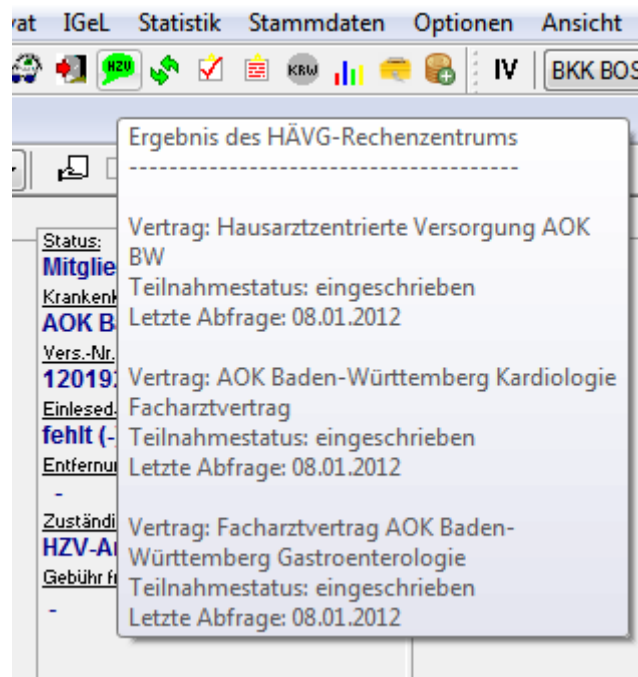 vat IGeL Statistik Stammdaten Optionen Ansicht
HZV KRW IV BKK BOS
Ergebnis des HÄVG-Rechenzentrums
---------------------------------------
Vertrag: Hausarztzentrierte Versorgung AOK
BW
Teilnahmestatus: eingeschrieben
Letzte Abfrage: 08.01.2012
Vertrag: AOK Baden-Württemberg Kardiologie
Facharztvertrag
Teilnahmestatus: eingeschrieben
Letzte Abfrage: 08.01.2012
Vertrag: Facharztvertrag AOK Baden-
Württemberg Gastroenterologie
Teilnahmestatus: eingeschrieben
Letzte Abfrage: 08.01.2012
Status:
Mitglie
Krankenk
AOK B
Vers.-Nr.
120192
Einlesed
fehlt (-
Entfernu
-
Zuständi
HZV-A
Gebühr f
-